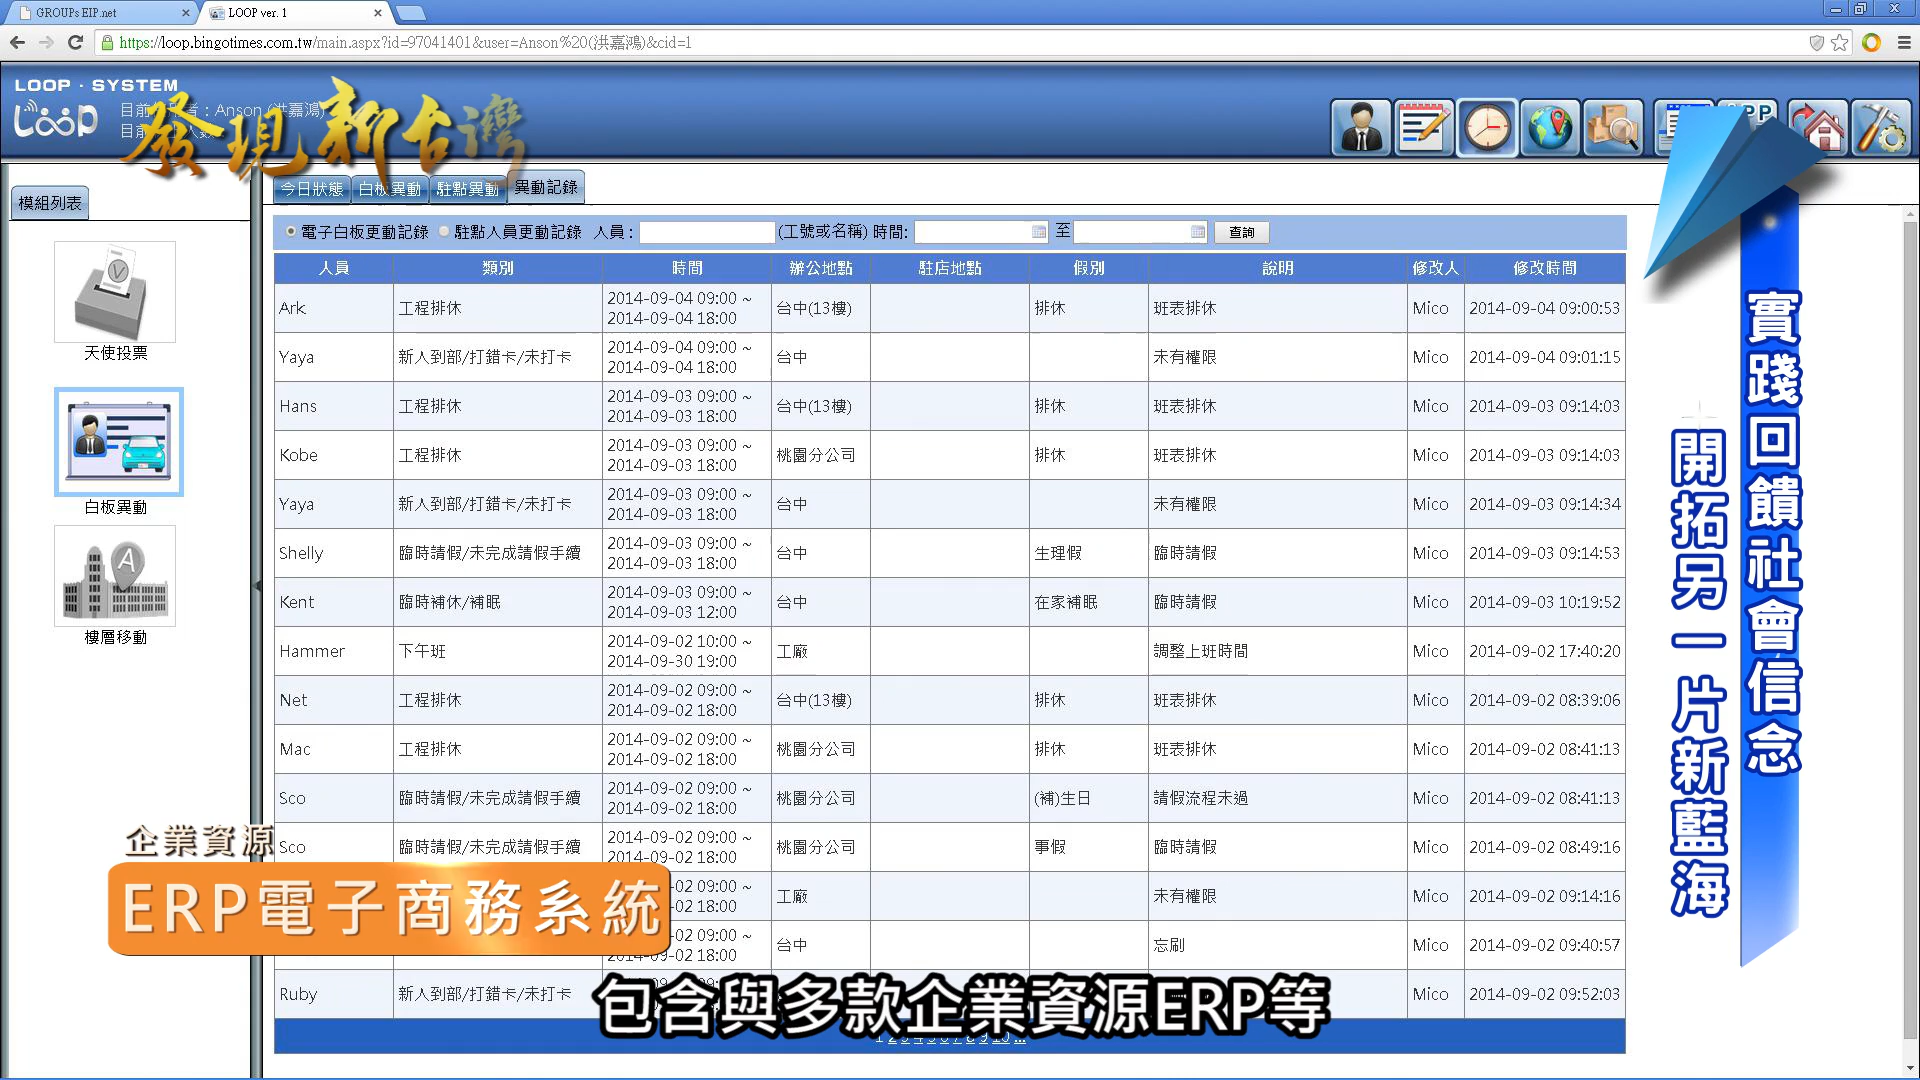 GROUPs EIP.net
LOOP ver. 1
https://loop.bingotimes.com.tw/main.aspx?id=97041401&user=Anson%20(洪嘉鴻)&cid=1
LOOP · SYSTEM
Loop
發現新台灣
模組列表
天使投票
白板異動
樓層移動
今日狀態 白板異動 駐點異動 異動記錄
電子白板更動記錄 駐點人員更動記錄 人員: (工號或名稱) 時間: 至 查詢
人員 類別 時間 辦公地點 駐店地點 假別 說明 修改人 修改時間
Ark 工程排休 2014-09-04 09:00 ~ 2014-09-04 18:00 台中(13樓) 排休 班表排休 Mico 2014-09-04 09:00:53
Yaya 新人到部/打錯卡/未打卡 2014-09-04 09:00 ~ 2014-09-04 18:00 台中 未有權限 Mico 2014-09-04 09:01:15
Hans 工程排休 2014-09-03 09:00 ~ 2014-09-03 18:00 台中(13樓) 排休 班表排休 Mico 2014-09-03 09:14:03
Kobe 工程排休 2014-09-03 09:00 ~ 2014-09-03 18:00 桃園分公司 排休 班表排休 Mico 2014-09-03 09:14:03
Yaya 新人到部/打錯卡/未打卡 2014-09-03 09:00 ~ 2014-09-03 18:00 台中 未有權限 Mico 2014-09-03 09:14:34
Shelly 臨時請假/未完成請假手續 2014-09-03 09:00 ~ 2014-09-03 18:00 台中 生理假 臨時請假 Mico 2014-09-03 09:14:53
Kent 臨時補休/補眠 2014-09-03 09:00 ~ 2014-09-03 12:00 台中 在家補眠 臨時請假 Mico 2014-09-03 10:19:52
Hammer 下午班 2014-09-02 10:00 ~ 2014-09-30 19:00 工廠 調整上班時間 Mico 2014-09-02 17:40:20
Net 工程排休 2014-09-02 09:00 ~ 2014-09-02 18:00 台中(13樓) 排休 班表排休 Mico 2014-09-02 08:39:06
Mac 工程排休 2014-09-02 09:00 ~ 2014-09-02 18:00 桃園分公司 排休 班表排休 Mico 2014-09-02 08:41:13
Sco 臨時請假/未完成請假手續 2014-09-02 09:00 ~ 2014-09-02 18:00 桃園分公司 (補)生日 請假流程未過 Mico 2014-09-02 08:41:13
Sco 臨時請假/未完成請假手續 2014-09-02 09:00 ~ 2014-09-02 18:00 桃園分公司 事假 臨時請假 Mico 2014-09-02 08:49:16
-02 09:00 ~ -02 18:00 工廠 未有權限 Mico 2014-09-02 09:14:16
-02 09:00 ~ 台中 忘刷 Mico 2014-09-02 09:40:57
Ruby 新人到部/打錯卡/未打卡 Mico 2014-09-02 09:52:03
企業資源
ERP電子商務系統
包含與多款企業資源ERP等
實踐回饋社會信念
開拓另一片新藍海